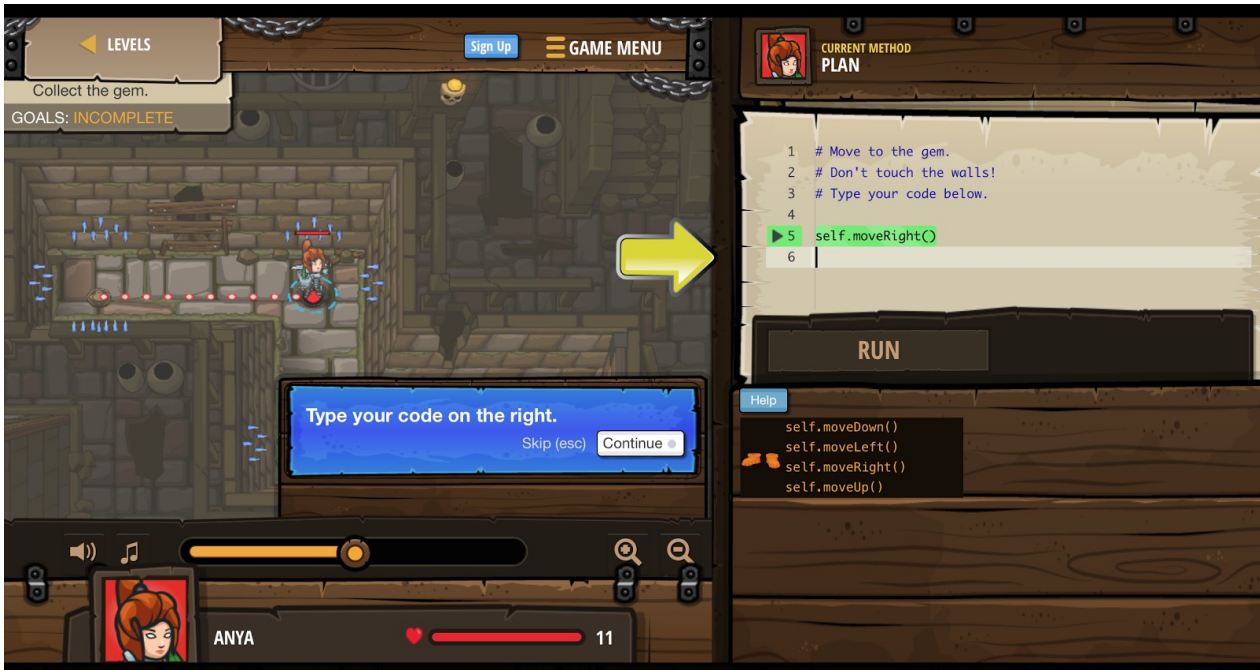 LEVELS
Sign Up
GAME MENU
Collect the gem.
GOALS: INCOMPLETE
Type your code on the right.
Skip (esc)
Continue
ANYA
11
CURRENT METHOD
PLAN
1 # Move to the gem.
2 # Don't touch the walls!
3 # Type your code below.
4
5 self.moveRight()
6
RUN
Help
self.moveDown()
self.moveLeft()
self.moveRight()
self.moveUp()